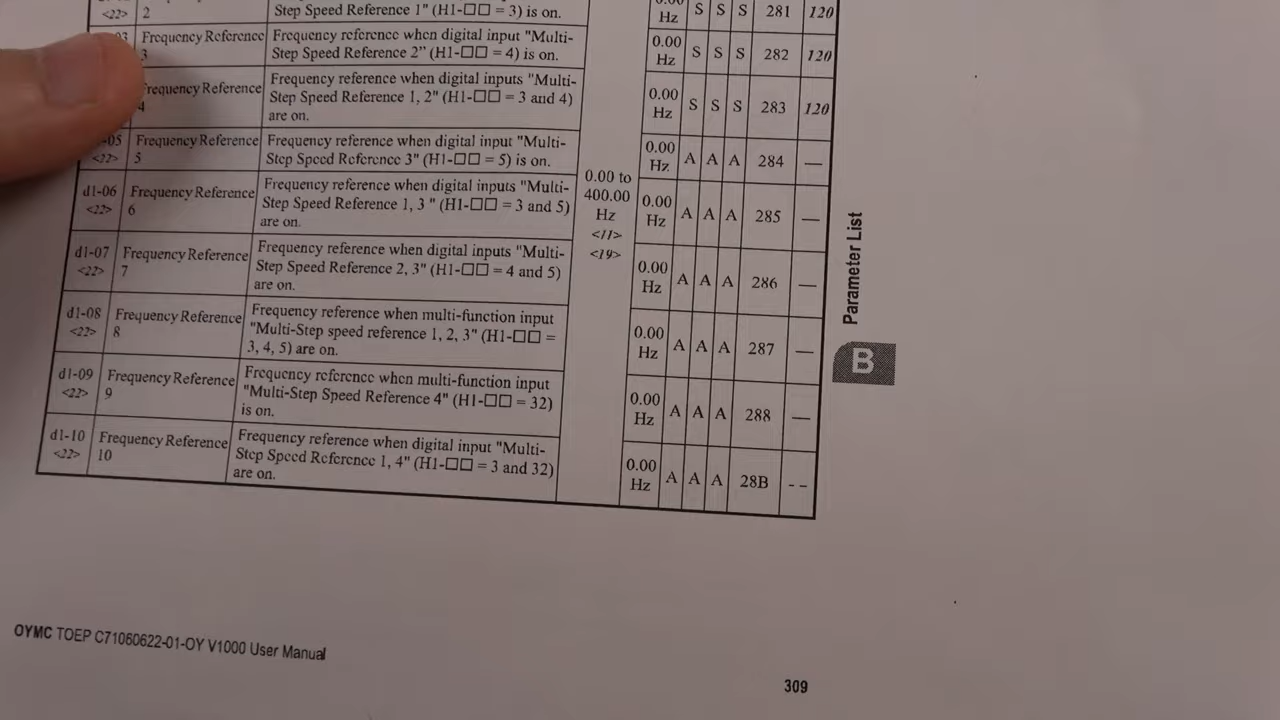 <22> 2 Step Speed Reference 1" (H1-□□ = 3) is on. Hz S S S 281 120
03 Frequency Reference Frequency reference when digital input "Multi- 0.00
3 Step Speed Reference 2" (H1-□□ = 4) is on. Hz S S S 282 120
Frequency Reference Frequency reference when digital inputs "Multi- 0.00
4 Step Speed Reference 1, 2" (H1-□□ = 3 and 4) Hz S S S 283 120
are on.
-05 Frequency Reference Frequency reference when digital input "Multi- 0.00
<22> 5 Step Speed Reference 3" (H1-□□ = 5) is on. Hz A A A 284 —
0.00 to
400.00
Hz
<11>
<19>
d1-06 Frequency Reference Frequency reference when digital inputs "Multi- 0.00
<22> 6 Step Speed Reference 1, 3 " (H1-□□ = 3 and 5) Hz A A A 285 —
are on.
d1-07 Frequency Reference Frequency reference when digital inputs "Multi- 0.00
<22> 7 Step Speed Reference 2, 3" (H1-□□ = 4 and 5) Hz A A A 286 —
are on.
d1-08 Frequency Reference Frequency reference when multi-function input 0.00
<22> 8 "Multi-Step speed reference 1, 2, 3" (H1-□□ = Hz A A A 287 —
3, 4, 5) are on.
d1-09 Frequency Reference Frequency reference when multi-function input 0.00
<22> 9 "Multi-Step Speed Reference 4" (H1-□□ = 32) Hz A A A 288 —
is on.
d1-10 Frequency Reference Frequency reference when digital input "Multi- 0.00
<22> 10 Step Speed Reference 1, 4" (H1-□□ = 3 and 32) Hz A A A 28B - -
are on.
Parameter List
B
OYMC TOEP C71060622-01-OY V1000 User Manual
309